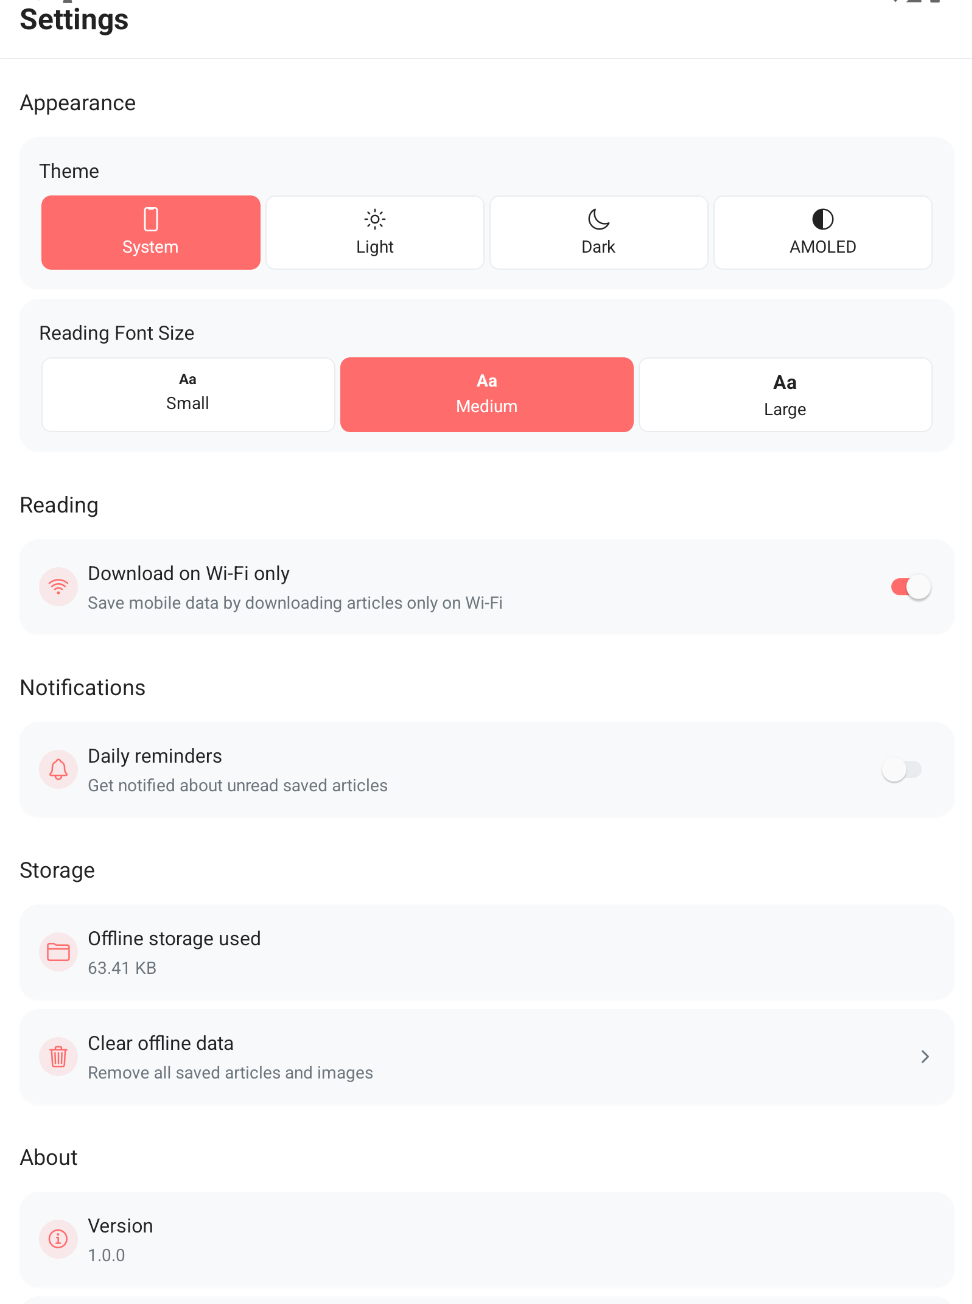 Settings
Appearance
Theme
System
Light
Dark
AMOLED
Reading Font Size
Aa
Small
Aa
Medium
Aa
Large
Reading
Download on Wi-Fi only
Save mobile data by downloading articles only on Wi-Fi
Notifications
Daily reminders
Get notified about unread saved articles
Storage
Offline storage used
63.41 KB
Clear offline data
Remove all saved articles and images
About
Version
1.0.0